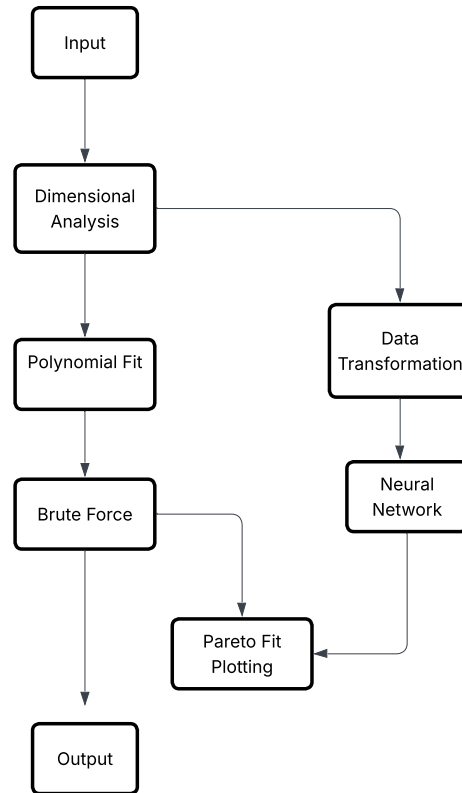 Input
Dimensional
Analysis
Data
Transformation
Polynomial Fit
Neural
Network
Brute Force
Pareto Fit
Plotting
Output